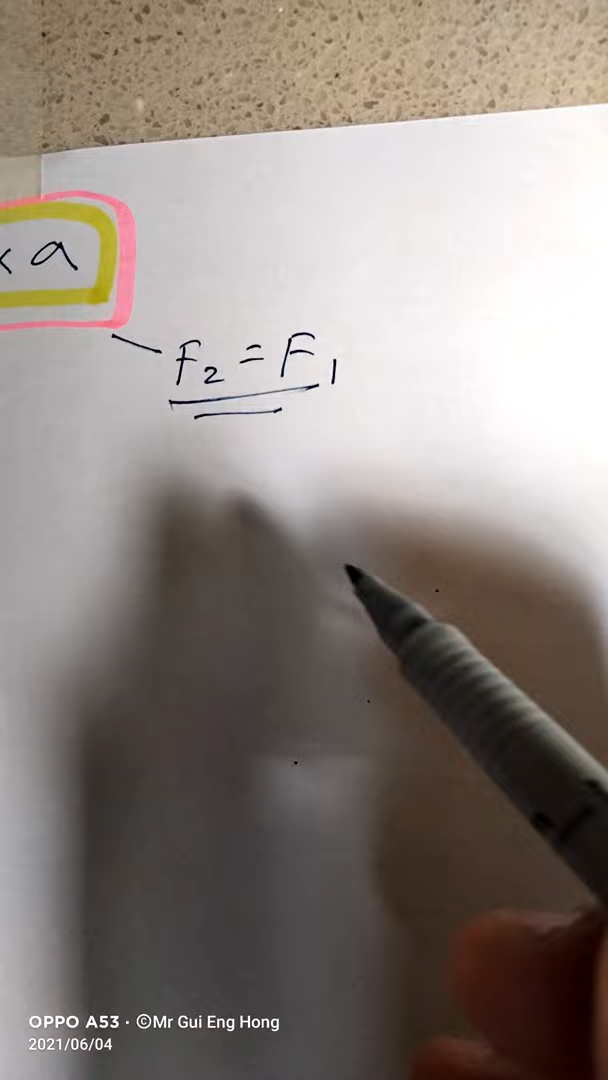 × a
F₂ = F₁
OPPO A53 · ©Mr Gui Eng Hong
2021/06/04